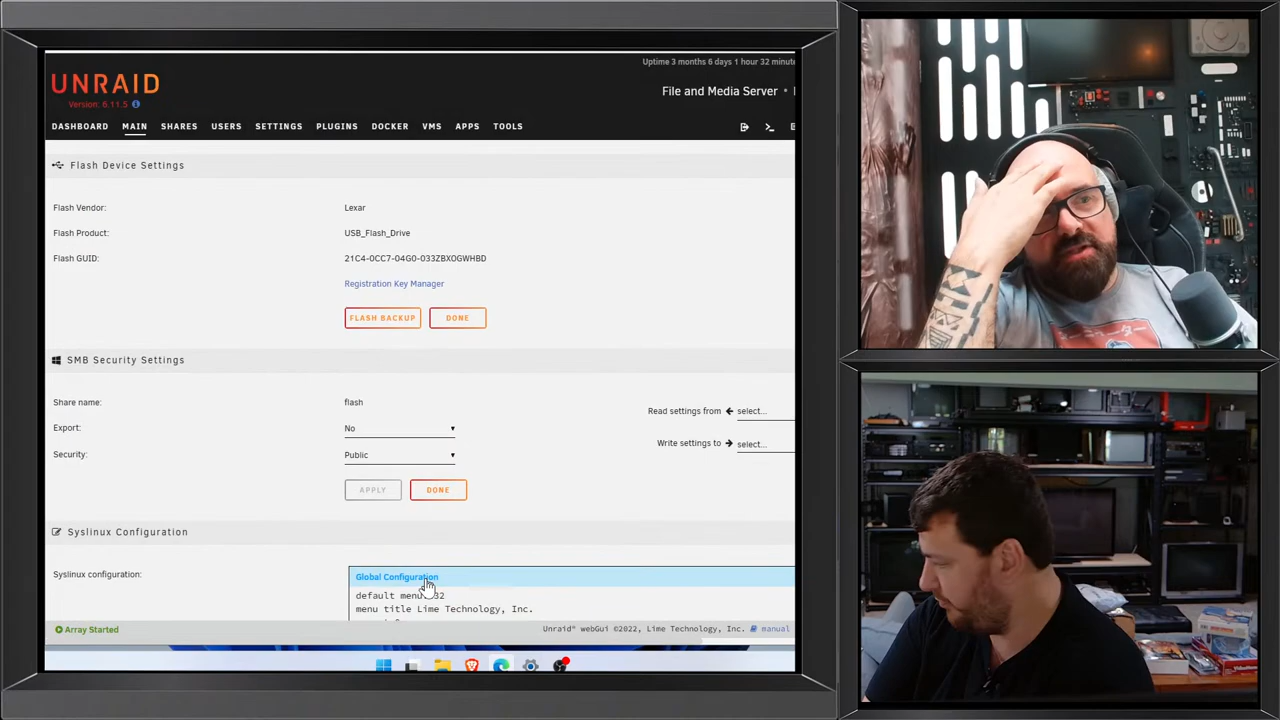 UNRAID
Version: 6.11.5
Uptime 3 months 6 days 1 hour 32 minute
File and Media Server •
DASHBOARD MAIN SHARES USERS SETTINGS PLUGINS DOCKER VMS APPS TOOLS
Flash Device Settings
Flash Vendor: Lexar
Flash Product: USB_Flash_Drive
Flash GUID: 21C4-0CC7-04G0-033ZBXOGWHBD
Registration Key Manager
FLASH BACKUP DONE
SMB Security Settings
Share name: flash
Read settings from select...
Export: No
Write settings to select...
Security: Public
APPLY DONE
Syslinux Configuration
Syslinux configuration: Global Configuration
menu title Lime Technology, Inc.
Array Started
Unraid® webGui ©2022, Lime Technology, Inc. manual